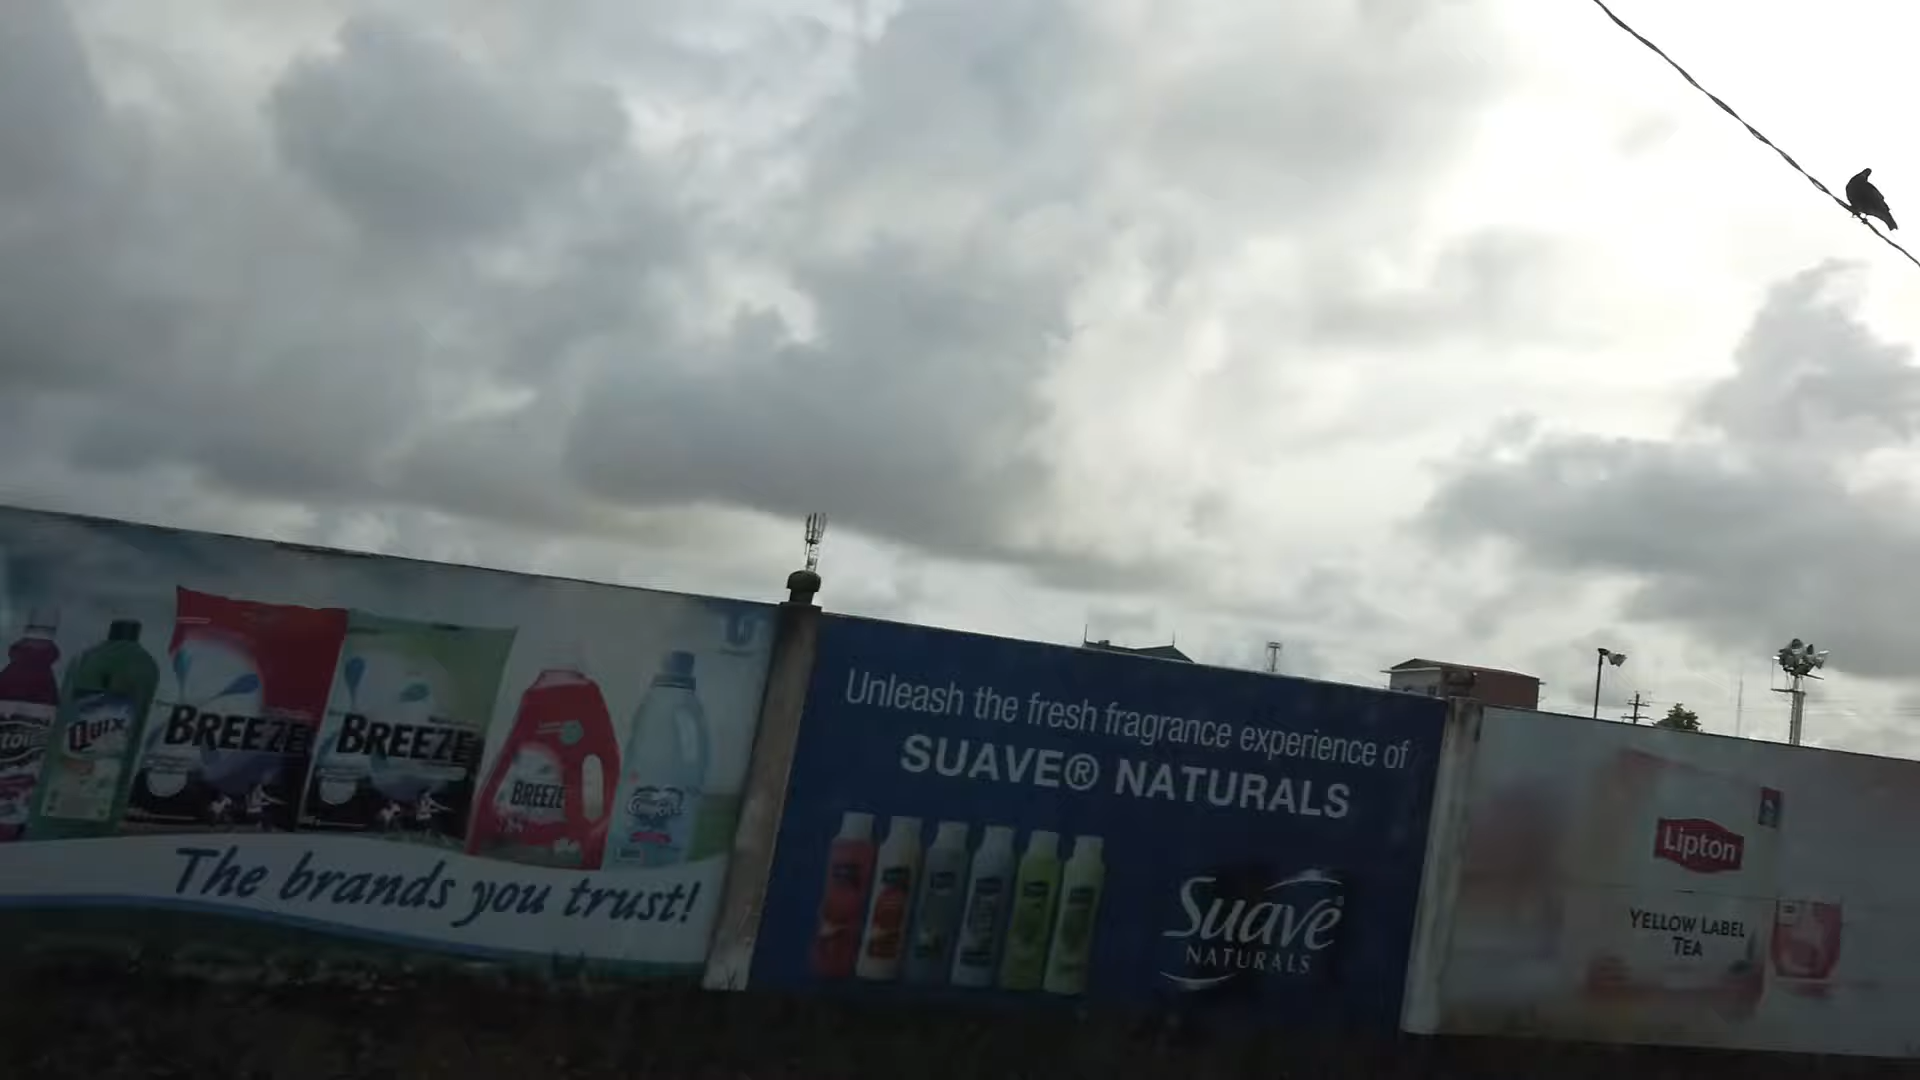 Quix
BREEZE
BREEZE
BREEZE
Comfort
The brands you trust!
Unleash the fresh fragrance experience of
SUAVE® NATURALS
Suave
NATURALS
Lipton
YELLOW LABEL
TEA